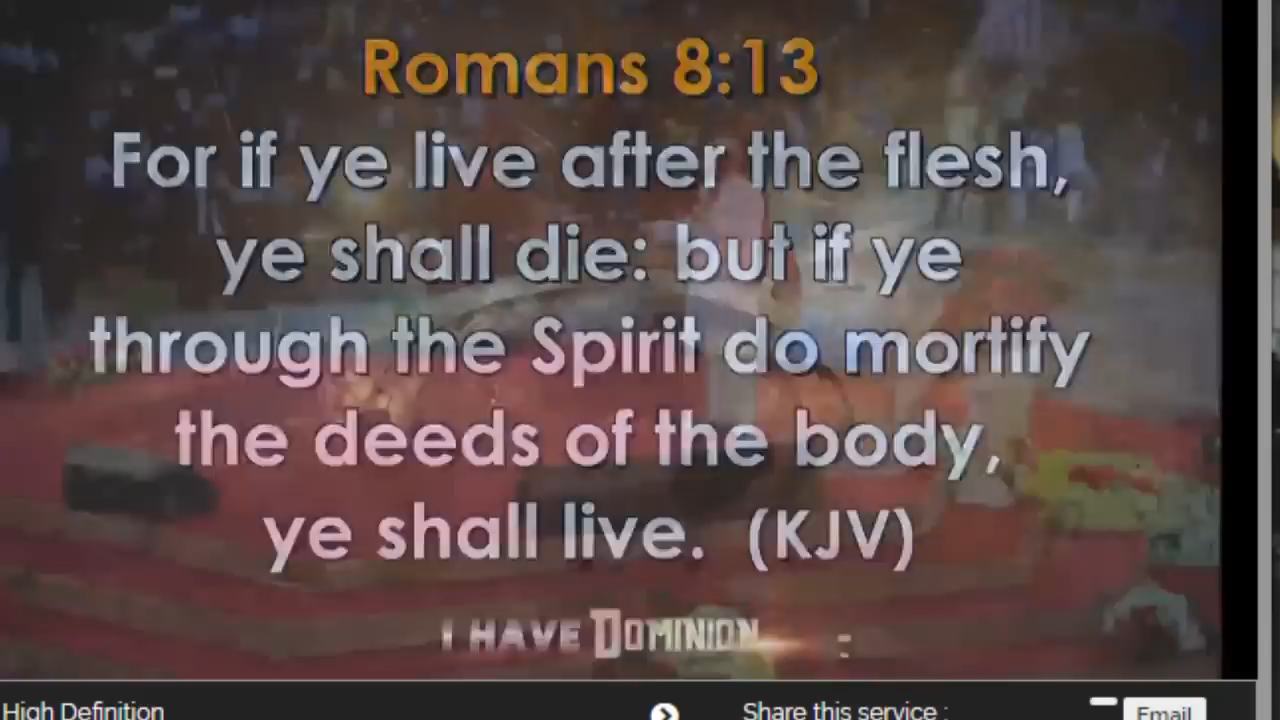 Romans 8:13
For if ye live after the flesh,
ye shall die: but if ye
through the Spirit do mortify
the deeds of the body,
ye shall live. (KJV)
I HAVE DOMINION
High Definition
Share this service :
Email